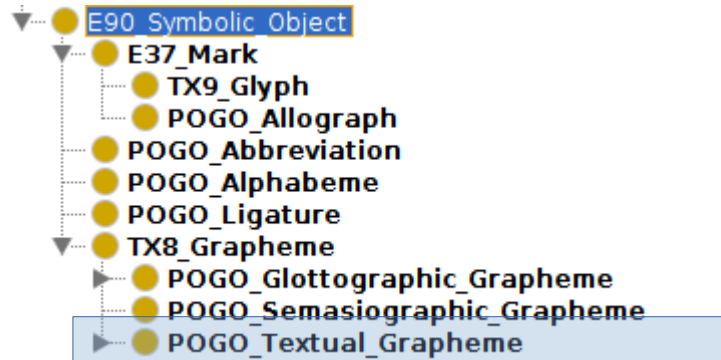 E90_Symbolic_Object
E37_Mark
TX9_Glyph
POGO_Allograph
POGO_Abbreviation
POGO_Alphabeme
POGO_Ligature
TX8_Grapheme
POGO_Glottographic_Grapheme
POGO_Semasiographic_Grapheme
POGO_Textual_Grapheme